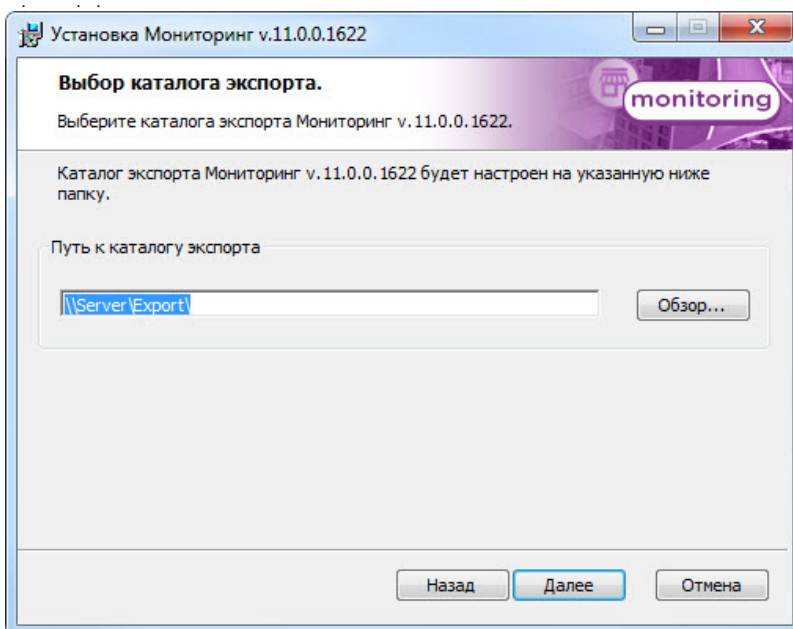 Установка Мониторинг v.11.0.0.1622
Выбор каталога экспорта.
monitoring
Выберите каталога экспорта Мониторинг v.11.0.0.1622.
Каталог экспорта Мониторинг v.11.0.0.1622 будет настроен на указанную ниже
папку.
Путь к каталогу экспорта
\\Server\Export\
Обзор...
Назад
Далее
Отмена